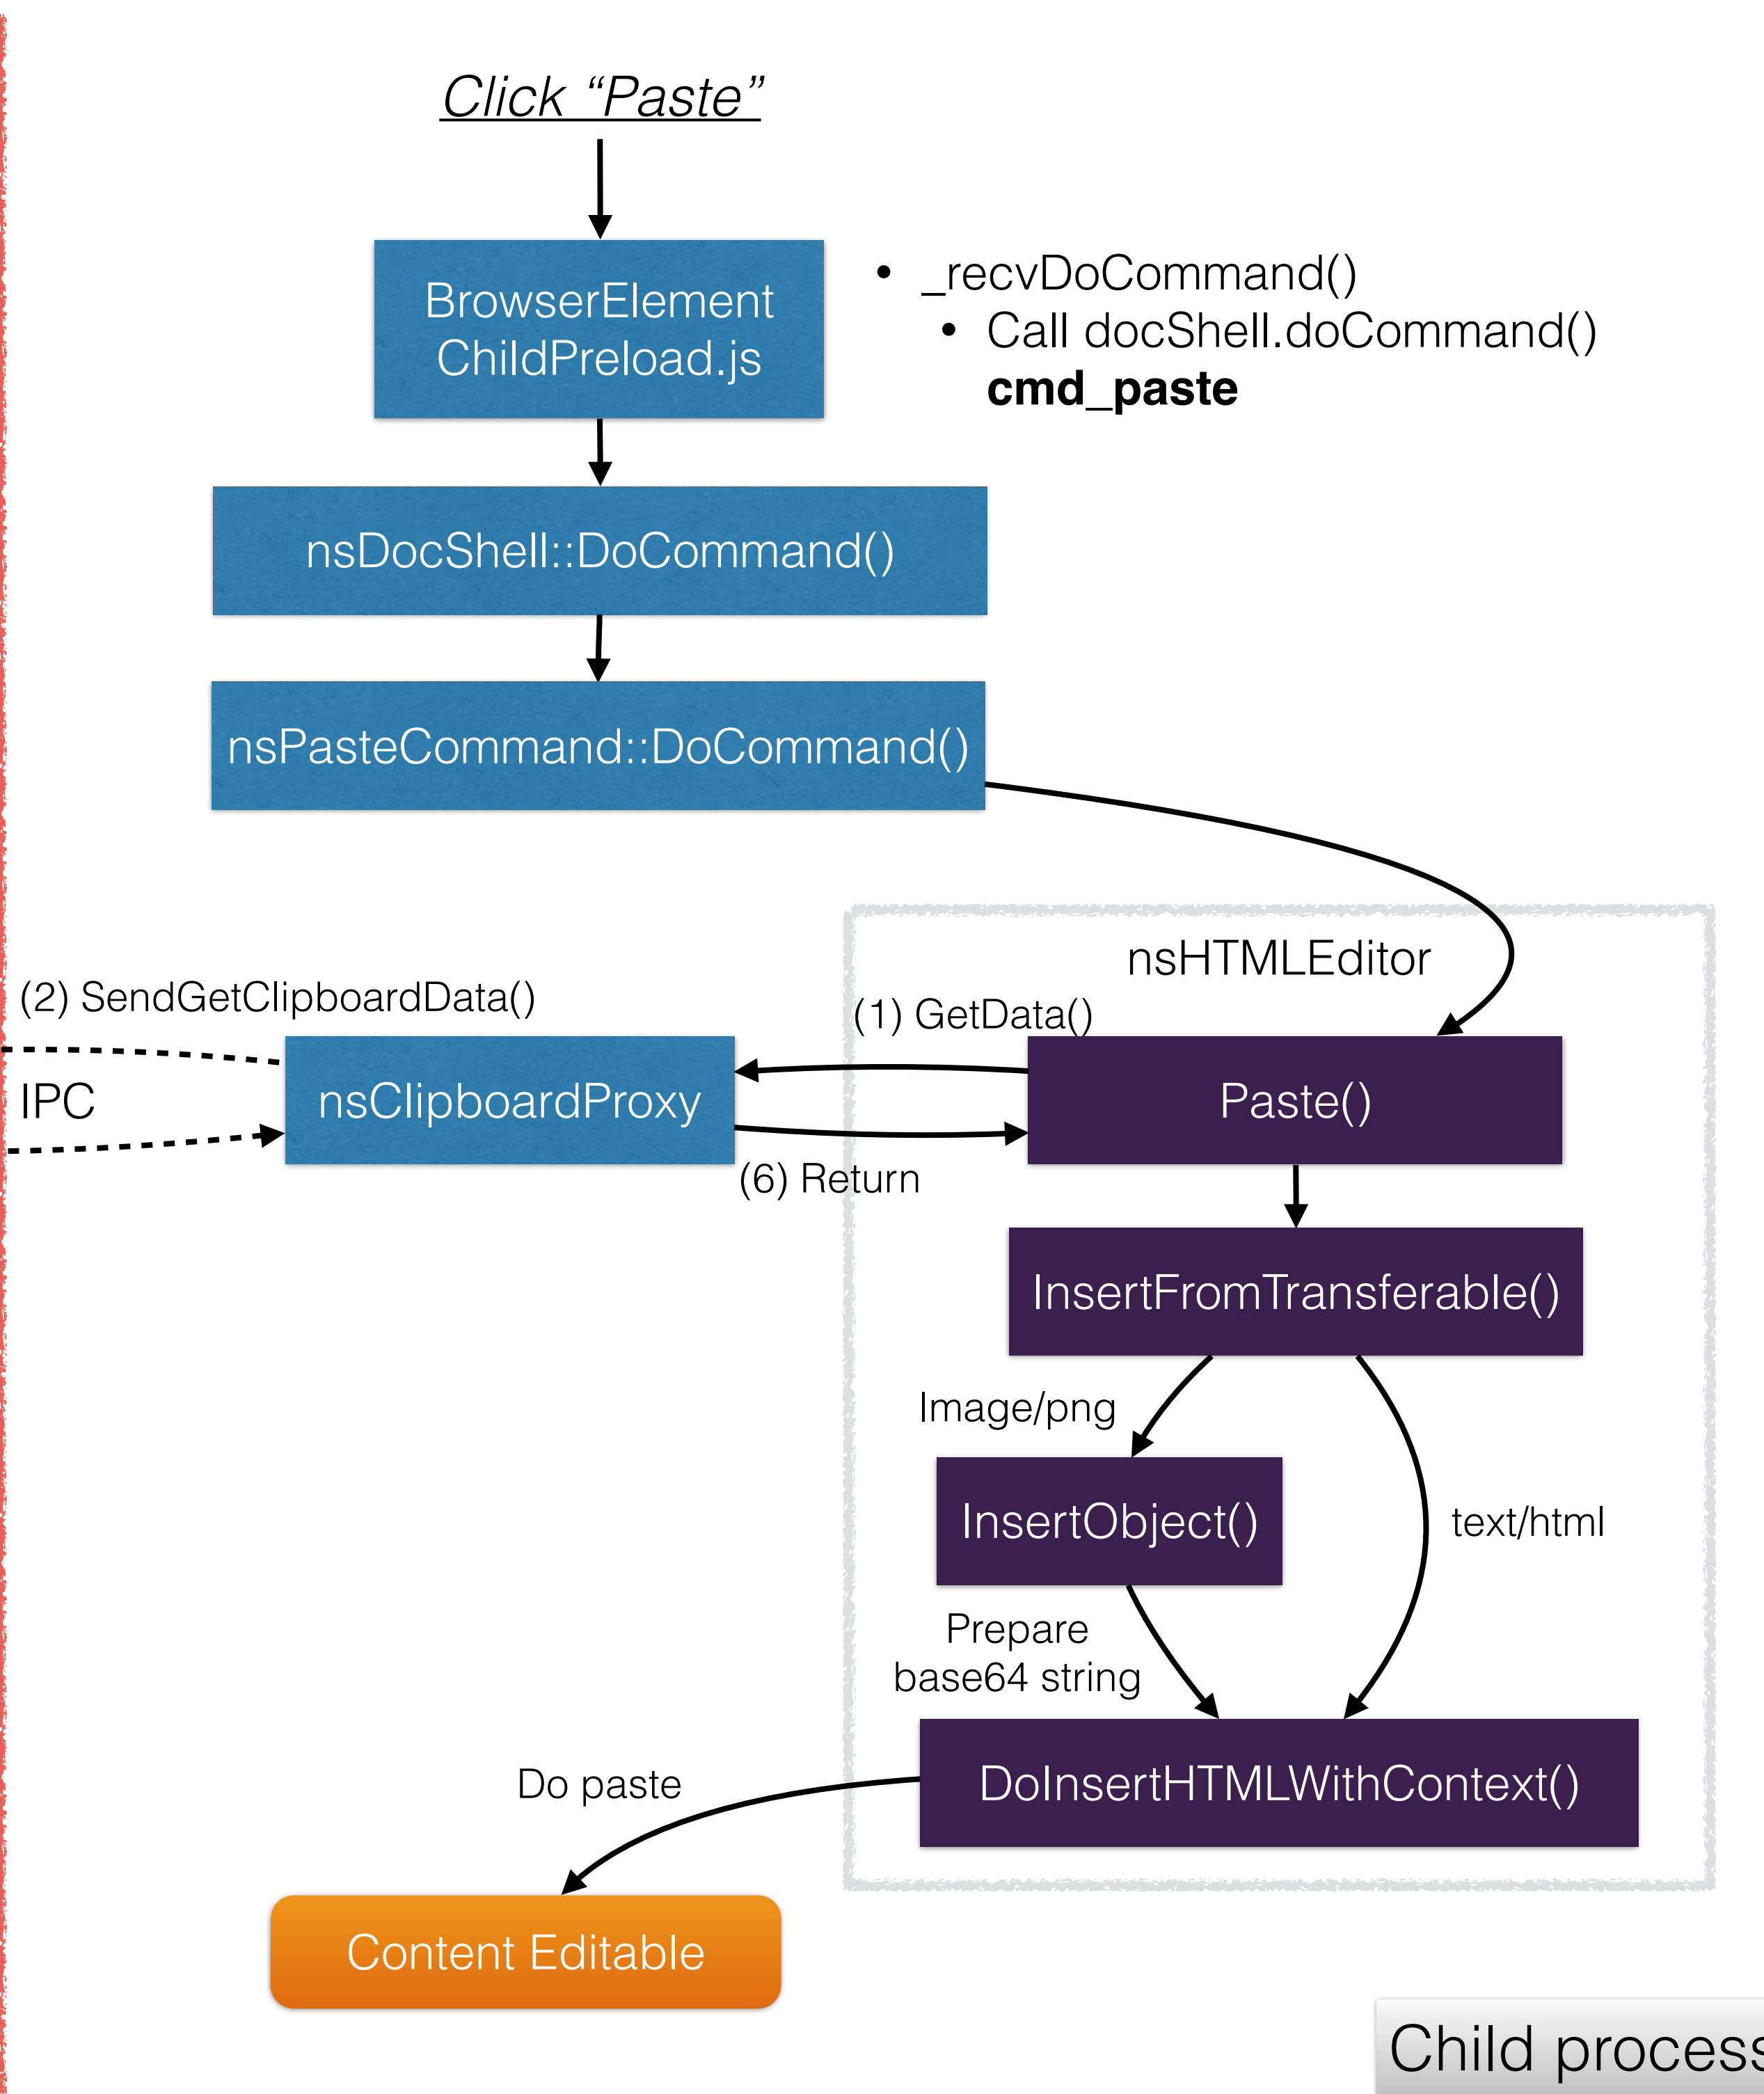 Click “Paste”
BrowserElement
ChildPreload.js
• _recvDoCommand()
• Call docShell.doCommand()
cmd_paste
nsDocShell::DoCommand()
nsPasteCommand::DoCommand()
nsHTMLEditor
(2) SendGetClipboardData()
(1) GetData()
IPC
nsClipboardProxy
Paste()
(6) Return
InsertFromTransferable()
Image/png
InsertObject()
text/html
Prepare
base64 string
Do paste
DoInsertHTMLWithContext()
Content Editable
Child process